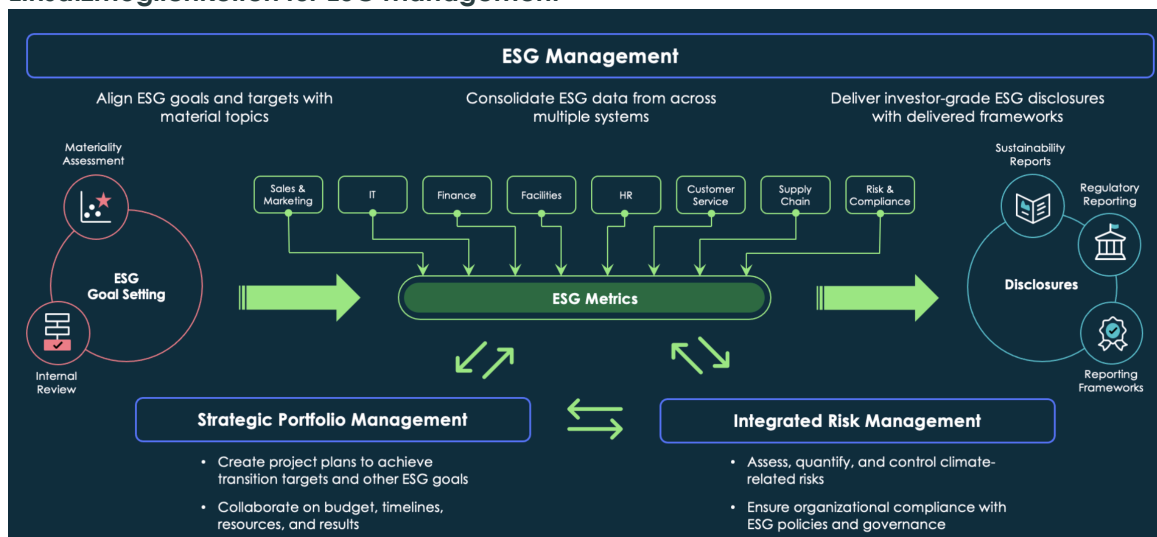 Einsatzmöglichkeiten für ESG Management
ESG Management
Align ESG goals and targets with
material topics
Consolidate ESG data from across
multiple systems
Deliver investor-grade ESG disclosures
with delivered frameworks
Materiality
Assessment
ESG
Goal Setting
Internal
Review
Sales &
Marketing
IT
Finance
Facilities
HR
Customer
Service
Supply
Chain
Risk &
Compliance
ESG Metrics
Sustainability
Reports
Regulatory
Reporting
Disclosures
Reporting
Frameworks
Strategic Portfolio Management
• Create project plans to achieve
transition targets and other ESG goals
• Collaborate on budget, timelines,
resources, and results
Integrated Risk Management
• Assess, quantify, and control climate-
related risks
• Ensure organizational compliance with
ESG policies and governance